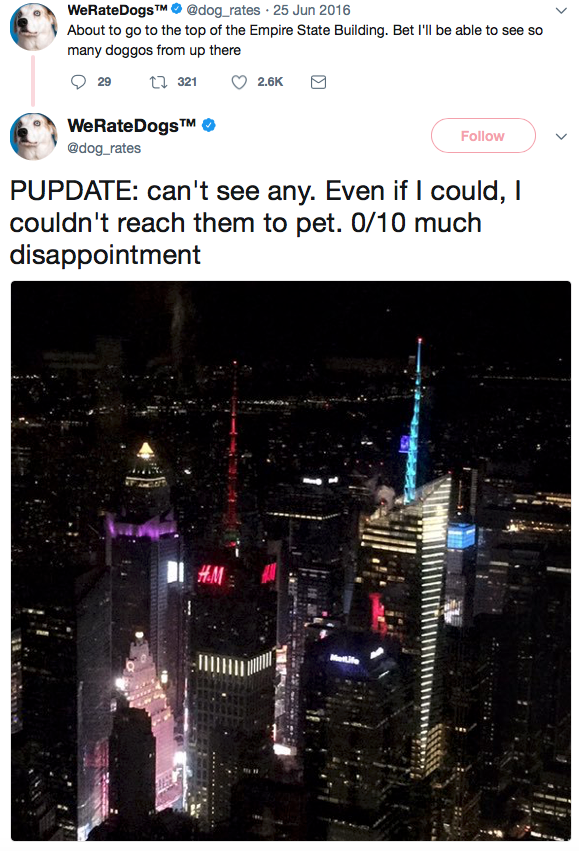 WeRateDogs™ @dog_rates · 25 Jun 2016
About to go to the top of the Empire State Building. Bet I'll be able to see so
many doggos from up there
29 321 2.6K
WeRateDogs™
@dog_rates
Follow
PUPDATE: can't see any. Even if I could, I
couldn't reach them to pet. 0/10 much
disappointment
H&M
MetLife